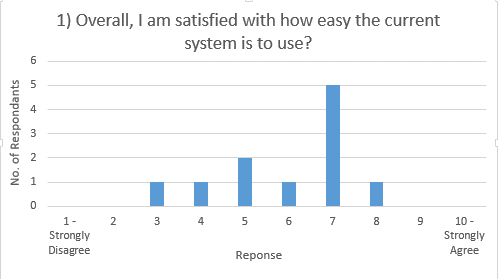 1) Overall, I am satisfied with how easy the current
system is to use?
6
5
4
3
2
1
0
No. of Respondants
1 -
Strongly
Disagree
2
3
4
5
6
7
8
9
10 -
Strongly
Agree
Reponse